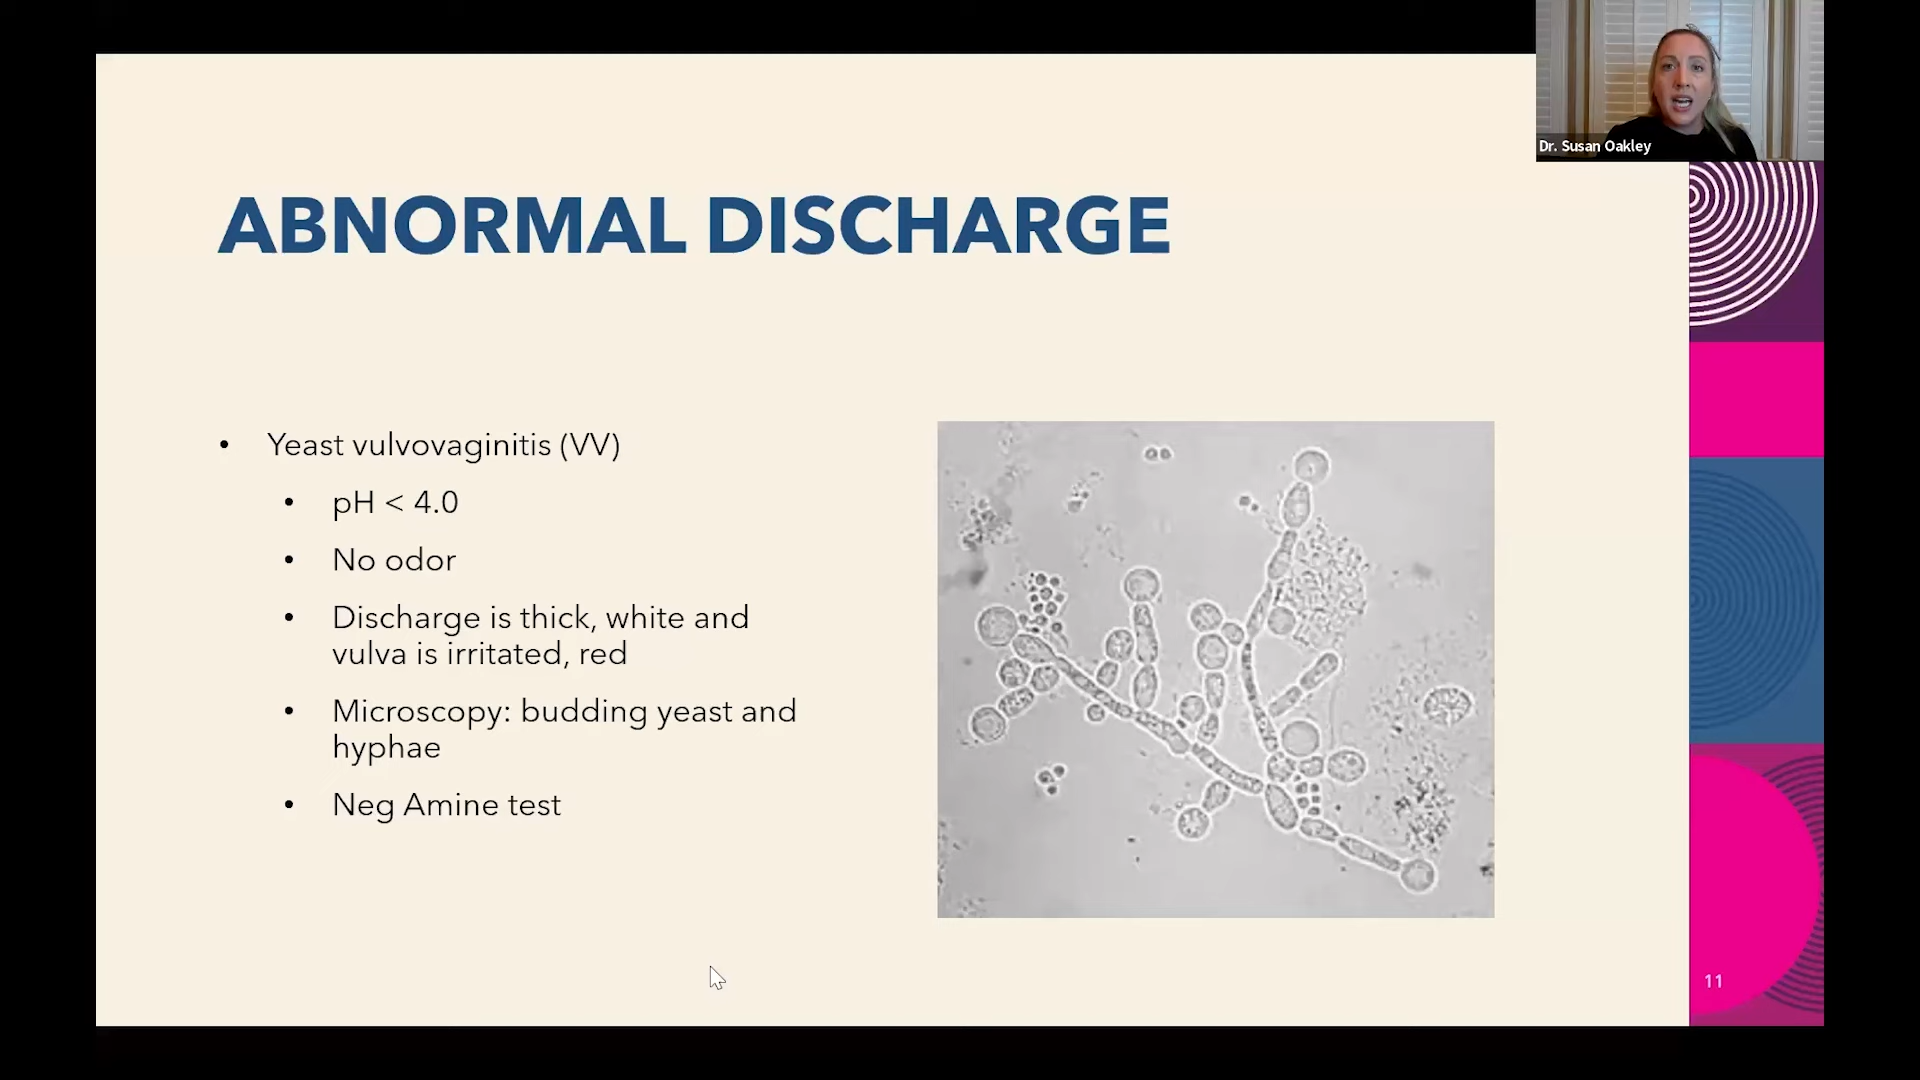 Dr. Susan Oakley
ABNORMAL DISCHARGE
• Yeast vulvovaginitis (VV)
• pH < 4.0
• No odor
• Discharge is thick, white and
vulva is irritated, red
• Microscopy: budding yeast and
hyphae
• Neg Amine test
11